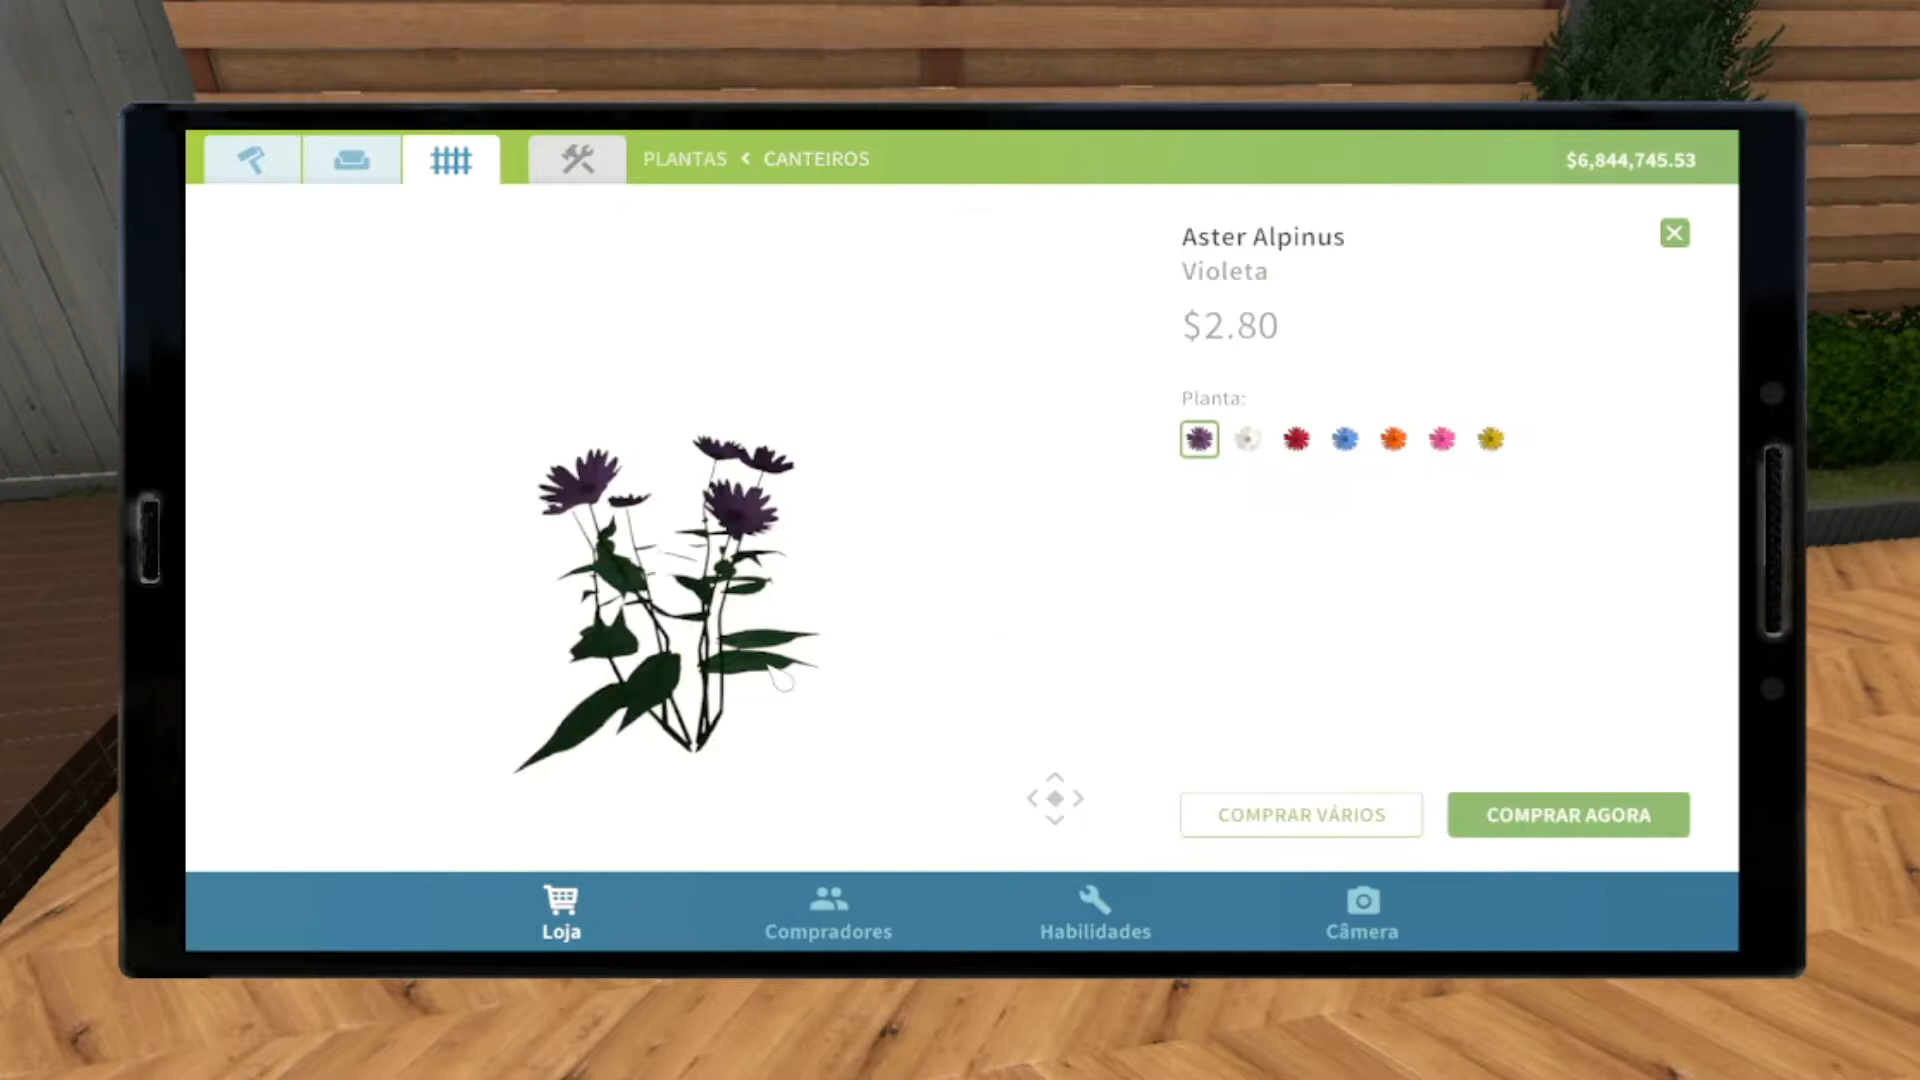 PLANTAS < CANTEIROS
$6,844,745.53
Aster Alpinus
Violeta
$2.80
Planta:
COMPRAR VÁRIOS
COMPRAR AGORA
Loja
Compradores
Habilidades
Câmera